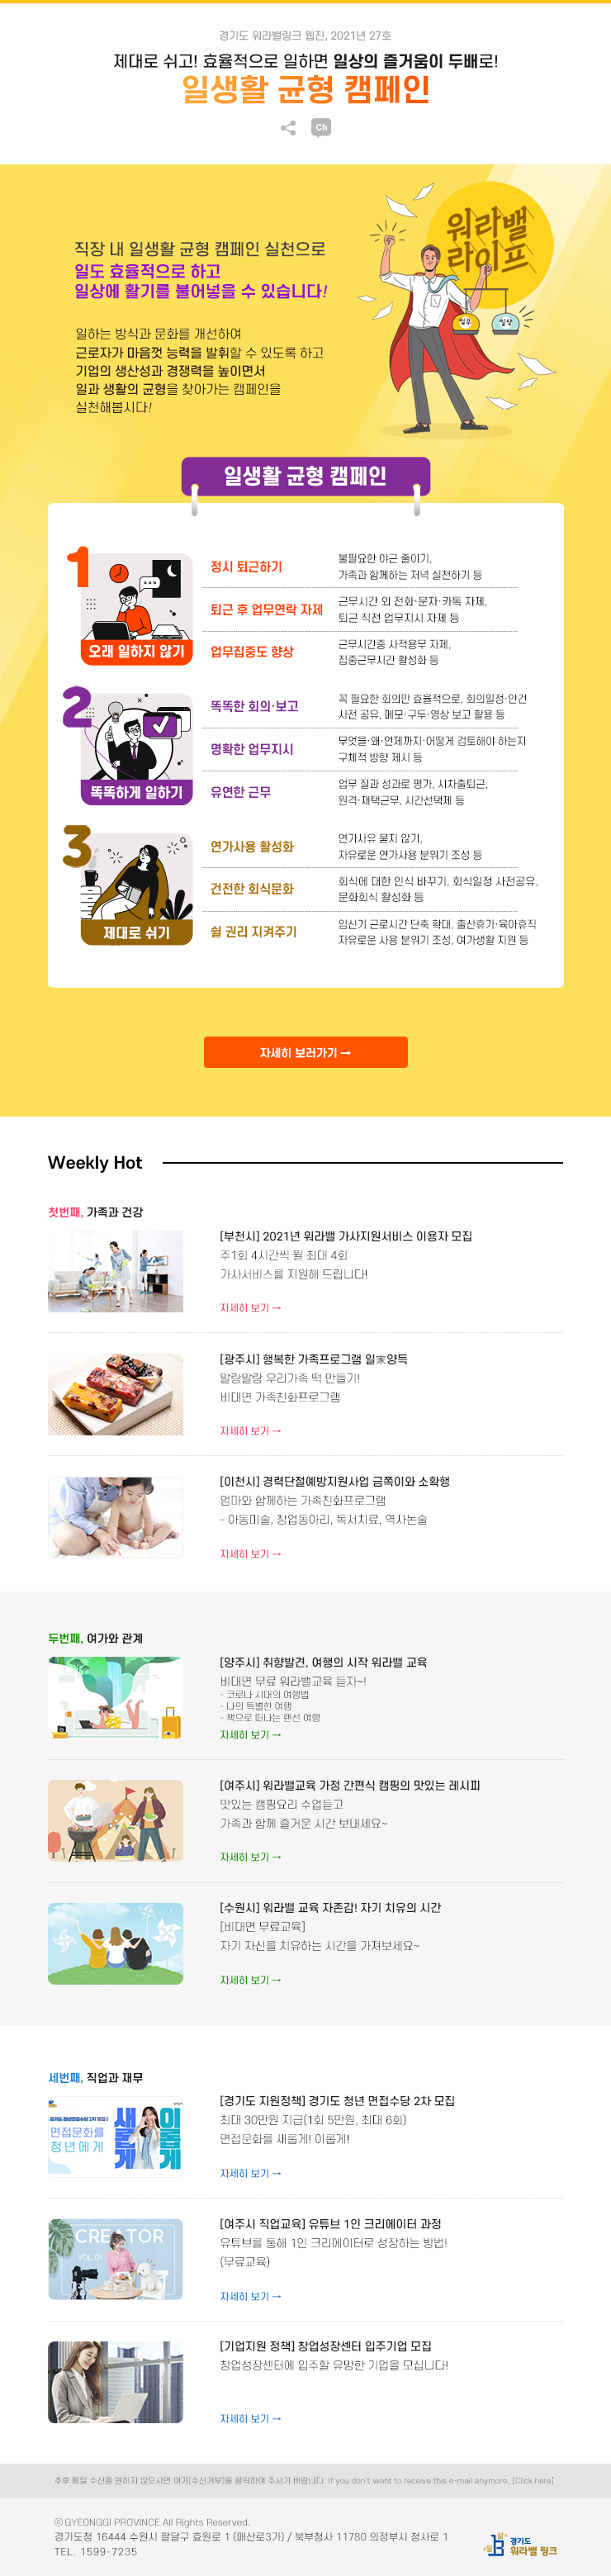 경기도 워라밸링크 웹진, 2021년 27호
제대로 쉬고! 효율적으로 일하면 일상의 즐거움이 두배로!
일생활 균형 캠페인
Ch
워라밸
라이프
업무
일상
직장 내 일생활 균형 캠페인 실천으로
일도 효율적으로 하고
일상에 활기를 불어넣을 수 있습니다!
일하는 방식과 문화를 개선하여
근로자가 마음껏 능력을 발휘할 수 있도록 하고
기업의 생산성과 경쟁력을 높이면서
일과 생활의 균형을 찾아가는 캠페인을
실천해봅시다!
일생활 균형 캠페인
1
오래 일하지 않기
정시 퇴근하기
불필요한 야근 줄이기,
가족과 함께하는 저녁 실천하기 등
퇴근 후 업무연락 자제
근무시간 외 전화·문자·카톡 자제,
퇴근 직전 업무지시 자제 등
업무집중도 향상
근무시간중 사적용무 자제,
집중근무시간 활성화 등
2
똑똑하게 일하기
똑똑한 회의·보고
꼭 필요한 회의만 효율적으로, 회의일정·안건
사전 공유, 메모·구두·영상 보고 활용 등
명확한 업무지시
무엇을·왜·언제까지·어떻게 검토해야 하는지
구체적 방향 제시 등
유연한 근무
업무 질과 성과로 평가, 시차출퇴근,
원격·재택근무, 시간선택제 등
3
제대로 쉬기
연가사용 활성화
연가사유 묻지 않기,
자유로운 연가사용 분위기 조성 등
건전한 회식문화
회식에 대한 인식 바꾸기, 회식일정 사전공유,
문화회식 활성화 등
쉴 권리 지켜주기
임신기 근로시간 단축 확대, 출산휴가·육아휴직
자유로운 사용 분위기 조성, 여가생활 지원 등
자세히 보러가기 →
Weekly Hot
첫번째, 가족과 건강
[부천시] 2021년 워라밸 가사지원서비스 이용자 모집
주1회 4시간씩 월 최대 4회
가사서비스를 지원해 드립니다!
자세히 보기 →
[광주시] 행복한 가족프로그램 일家양득
말랑말랑 우리가족 떡 만들기!
비대면 가족친화프로그램
자세히 보기 →
[이천시] 경력단절예방지원사업 금쪽이와 소확행
엄마와 함께하는 가족친화프로그램
- 아동미술, 창업동아리, 독서치료, 역사논술
자세히 보기 →
두번째, 여가와 관계
[양주시] 취향발견, 여행의 시작 워라밸 교육
비대면 무료 워라밸교육 듣자~!
- 코로나 시대의 여행법
- 나의 특별한 여행
- 책으로 떠나는 랜선 여행
자세히 보기 →
[여주시] 워라밸교육 가정 간편식 캠핑의 맛있는 레시피
맛있는 캠핑요리 수업듣고
가족과 함께 즐거운 시간 보내세요~
자세히 보기 →
[수원시] 워라밸 교육 자존감! 자기 치유의 시간
[비대면 무료교육]
자기 자신을 치유하는 시간을 가져보세요~
자세히 보기 →
세번째, 직업과 재무
경기도 청년면접수당 2차 모집!
면접문화를
청년에게
새롭게
이롭게
[경기도 지원정책] 경기도 청년 면접수당 2차 모집
최대 30만원 지급(1회 5만원, 최대 6회)
면접문화를 새롭게! 이롭게!
자세히 보기 →
CREATOR
VOL.01
[여주시 직업교육] 유튜브 1인 크리에이터 과정
유튜브를 통해 1인 크리에이터로 성장하는 방법!
(무료교육)
자세히 보기 →
[기업지원 정책] 창업성장센터 입주기업 모집
창업성장센터에 입주할 유망한 기업을 모십니다!
자세히 보기 →
추후 메일 수신을 원하지 않으시면 여기[수신거부]를 클릭하여 주시기 바랍니다. If you don't want to receive this e-mail anymore, [Click here]
ⓒGYEONGGI PROVINCE All Rights Reserved.
경기도청 16444 수원시 팔달구 효원로 1 (매산로3가) / 북부청사 11780 의정부시 청사로 1
TEL. 1599-7235
경기도
워라밸 링크